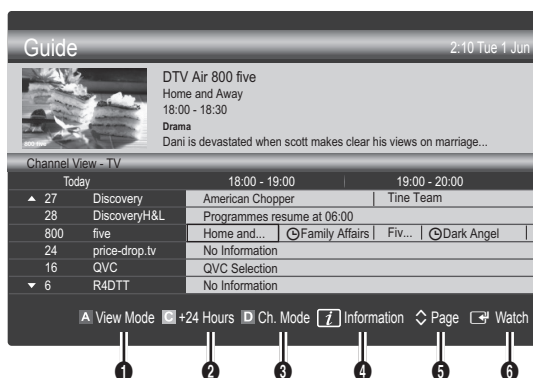 Guide
2:10 Tue 1 Jun
DTV Air 800 five
Home and Away
18:00 - 18:30
Drama
Dani is devastated when scott makes clear his views on marriage...
800 five
Channel View - TV
Today 18:00 - 19:00 19:00 - 20:00
▲ 27 Discovery American Chopper Tine Team
28 DiscoveryH&L Programmes resume at 06:00
800 five Home and... Family Affairs Fiv... Dark Angel
24 price-drop.tv No Information
16 QVC QVC Selection
▼ 6 R4DTT No Information
A View Mode C +24 Hours D Ch. Mode i Information Page Watch
1 2 3 4 5 6